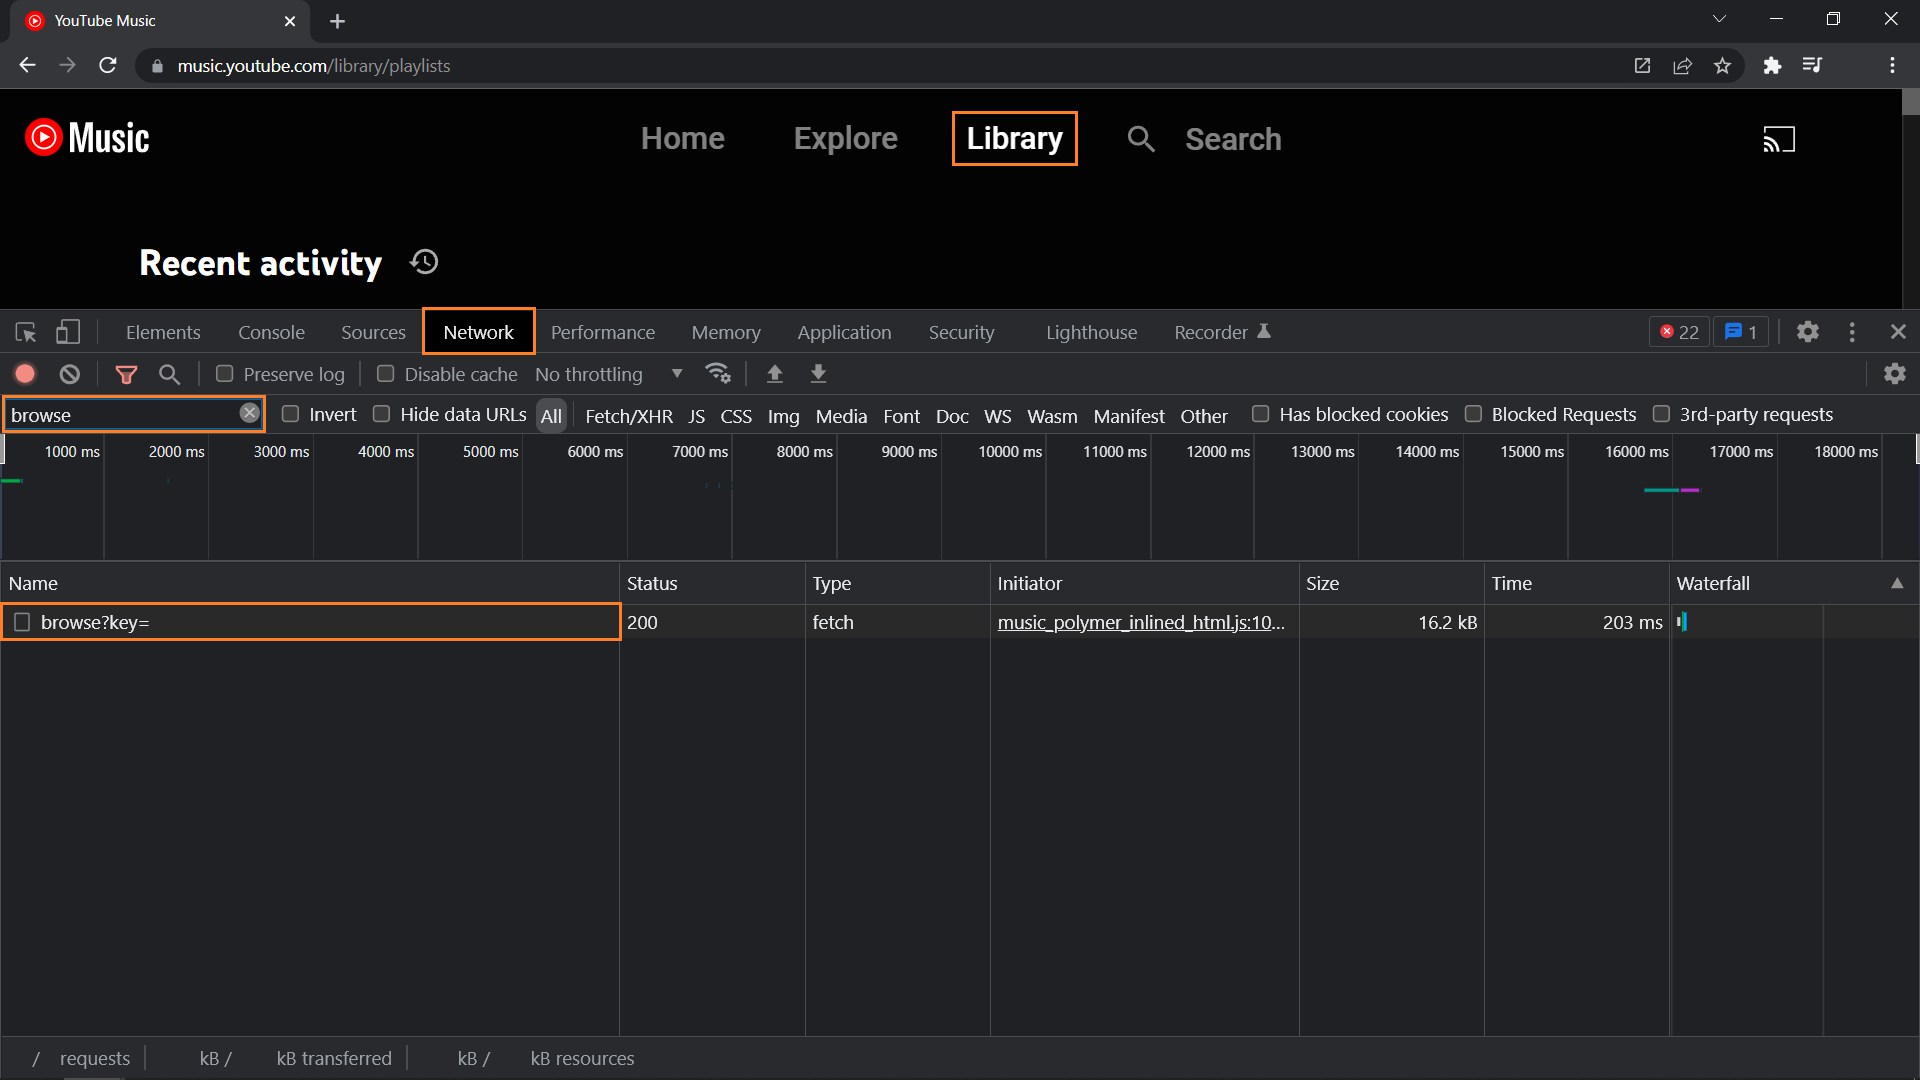 YouTube Music
music.youtube.com/library/playlists
Music Home Explore Library Search
Recent activity
Elements Console Sources Network Performance Memory Application Security Lighthouse Recorder 22 1
Preserve log Disable cache No throttling
browse Invert Hide data URLs All Fetch/XHR JS CSS Img Media Font Doc WS Wasm Manifest Other Has blocked cookies Blocked Requests 3rd-party requests
1000 ms 2000 ms 3000 ms 4000 ms 5000 ms 6000 ms 7000 ms 8000 ms 9000 ms 10000 ms 11000 ms 12000 ms 13000 ms 14000 ms 15000 ms 16000 ms 17000 ms 18000 ms
Name Status Type Initiator Size Time Waterfall
browse?key= 200 fetch music_polymer_inlined_html.js:10... 16.2 kB 203 ms
/ requests kB / kB transferred kB / kB resources